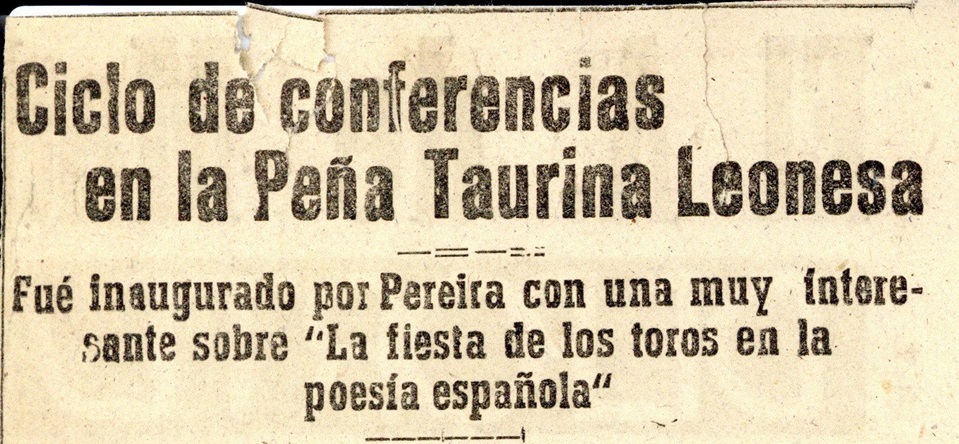 Ciclo de conferencias
en la Peña Taurina Leonesa
Fué inaugurado por Pereira con una muy íntere-
sante sobre “La fiesta de los toros en la
poesía española“